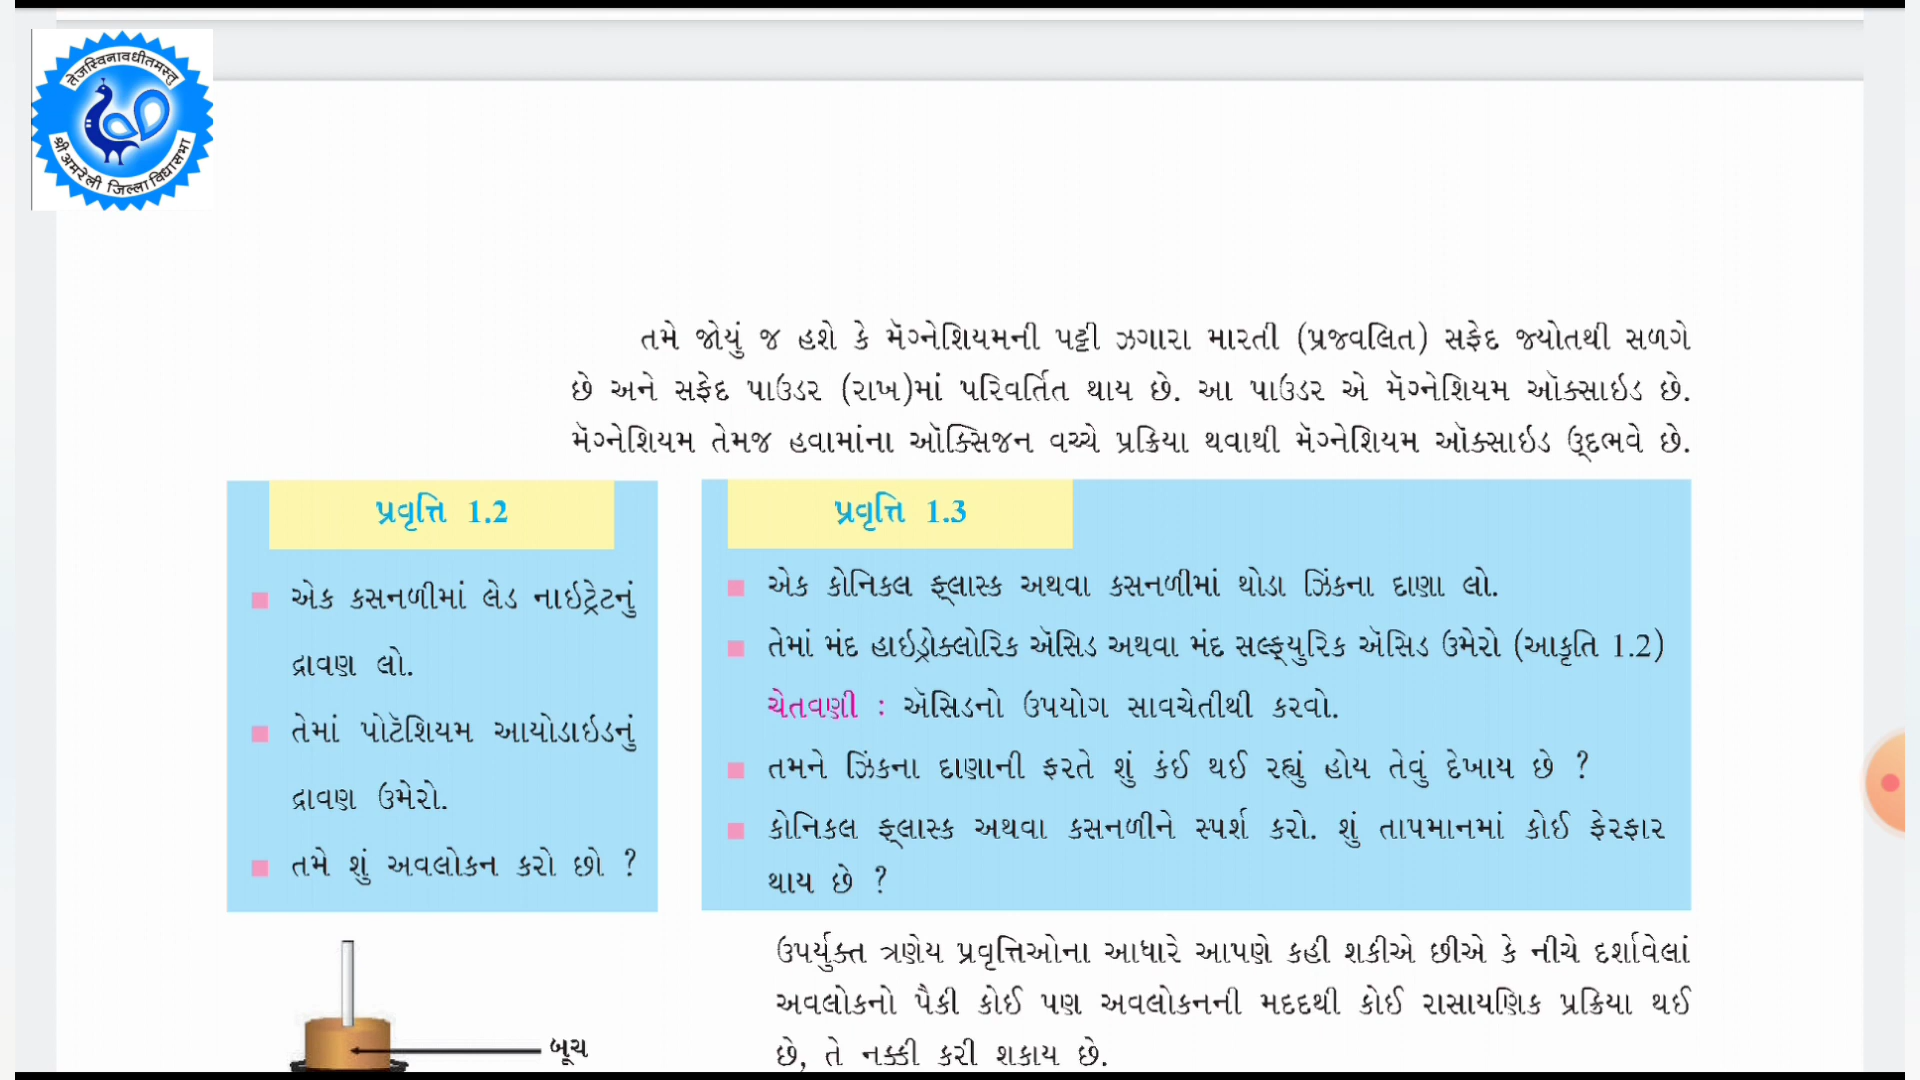 તેજસ્વિનાવધીતમસ્તુ
શ્રી અમરેલી જિલ્લા વિદ્યાસભા
તમે જોયું જ હશે કે મૅગ્નેશિયમની પટ્ટી ઝગારા મારતી (પ્રજ્વલિત) સફેદ જ્યોતથી સળગે
છે અને સફેદ પાઉડર (રાખ)માં પરિવર્તિત થાય છે. આ પાઉડર એ મૅગ્નેશિયમ ઑક્સાઇડ છે.
મૅગ્નેશિયમ તેમજ હવામાંના ઑક્સિજન વચ્ચે પ્રક્રિયા થવાથી મૅગ્નેશિયમ ઑક્સાઇડ ઉદ્‌ભવે છે.
પ્રવૃત્તિ 1.2
એક કસનળીમાં લેડ નાઇટ્રેટનું
દ્રાવણ લો.
તેમાં પોટૅશિયમ આયોડાઇડનું
દ્રાવણ ઉમેરો.
તમે શું અવલોકન કરો છો ?
પ્રવૃત્તિ 1.3
એક કોનિકલ ફ્લાસ્ક અથવા કસનળીમાં થોડા ઝિંકના દાણા લો.
તેમાં મંદ હાઇડ્રોક્લોરિક ઍસિડ અથવા મંદ સલ્ફ્યુરિક ઍસિડ ઉમેરો (આકૃતિ 1.2)
ચેતવણી : ઍસિડનો ઉપયોગ સાવચેતીથી કરવો.
તમને ઝિંકના દાણાની ફરતે શું કંઈ થઈ રહ્યું હોય તેવું દેખાય છે ?
કોનિકલ ફ્લાસ્ક અથવા કસનળીને સ્પર્શ કરો. શું તાપમાનમાં કોઈ ફેરફાર
થાય છે ?
ઉપર્યુક્ત ત્રણેય પ્રવૃત્તિઓના આધારે આપણે કહી શકીએ છીએ કે નીચે દર્શાવેલાં
અવલોકનો પૈકી કોઈ પણ અવલોકનની મદદથી કોઈ રાસાયણિક પ્રક્રિયા થઈ
છે, તે નક્કી કરી શકાય છે.
બૂચ